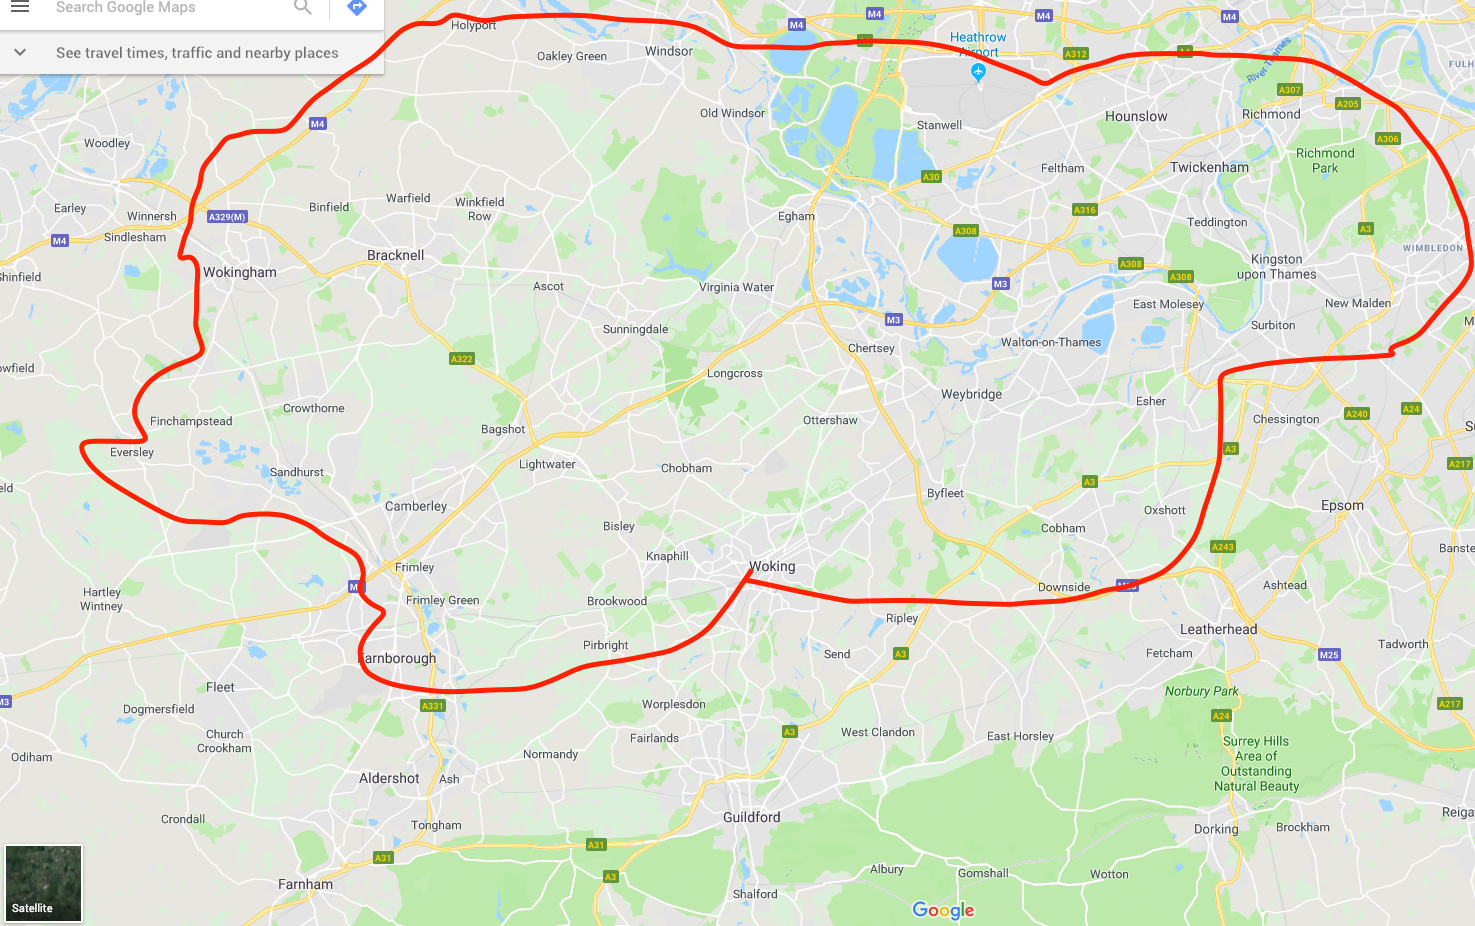 Search Google Maps
See travel times, traffic and nearby places
Holyport
Oakley Green
Windsor
M4
M4
M4
M4
Heathrow
Airport
A312
A4
River Thames
FULH
M4
Old Windsor
Stanwell
Hounslow
A307
A205
Richmond
Woodley
A306
Richmond
Park
Feltham
Twickenham
A30
Warfield
Winkfield
Row
Binfield
Earley
Winnersh
A329(M)
Egham
A316
Teddington
A308
A3
M4
Sindlesham
WIMBLEDON
Bracknell
Wokingham
Shinfield
Ascot
Virginia Water
M3
A308
A308
Kingston
upon Thames
East Molesey
New Malden
M3
Sunningdale
Surbiton
M
Chertsey
Walton-on-Thames
A322
owfield
Longcross
Weybridge
Esher
Crowthorne
Finchampstead
Ottershaw
Chessington
A240
A24
Bagshot
Eversley
A3
Lightwater
Chobham
A217
Sandhurst
A3
eld
Byfleet
Camberley
Oxshott
Epsom
Bisley
Cobham
Knaphill
Woking
A243
Banste
Frimley
Hartley
Wintney
Downside
Ashtead
Frimley Green
Brookwood
Ripley
Leatherhead
Pirbright
Send
A3
Fetcham
Tadworth
M25
Farnborough
Fleet
M3
Dogmersfield
A331
Worplesdon
Norbury Park
A24
A217
Church
Crookham
Fairlands
A3
West Clandon
East Horsley
Surrey Hills
Area of
Outstanding
Natural Beauty
Odiham
Normandy
Aldershot
Ash
Crondall
Tongham
Guildford
Dorking
Brockham
Reiga
A31
A31
A3
Farnham
Shalford
Albury
Gomshall
Wotton
Satellite
Google